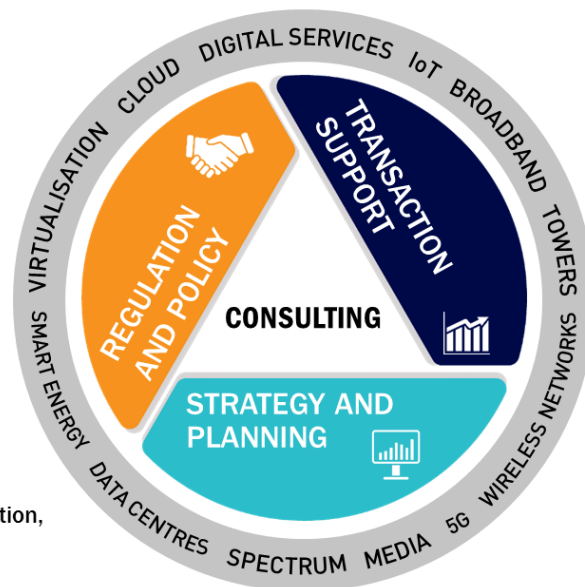 VIRTUALISATION
CLOUD
DIGITAL SERVICES
IoT
BROADBAND
TOWERS
WIRELESS NETWORKS
5G
MEDIA
SPECTRUM
DATA CENTRES
SMART ENERGY
REGULATION
AND POLICY
TRANSACTION
SUPPORT
CONSULTING
STRATEGY AND
PLANNING
tion,